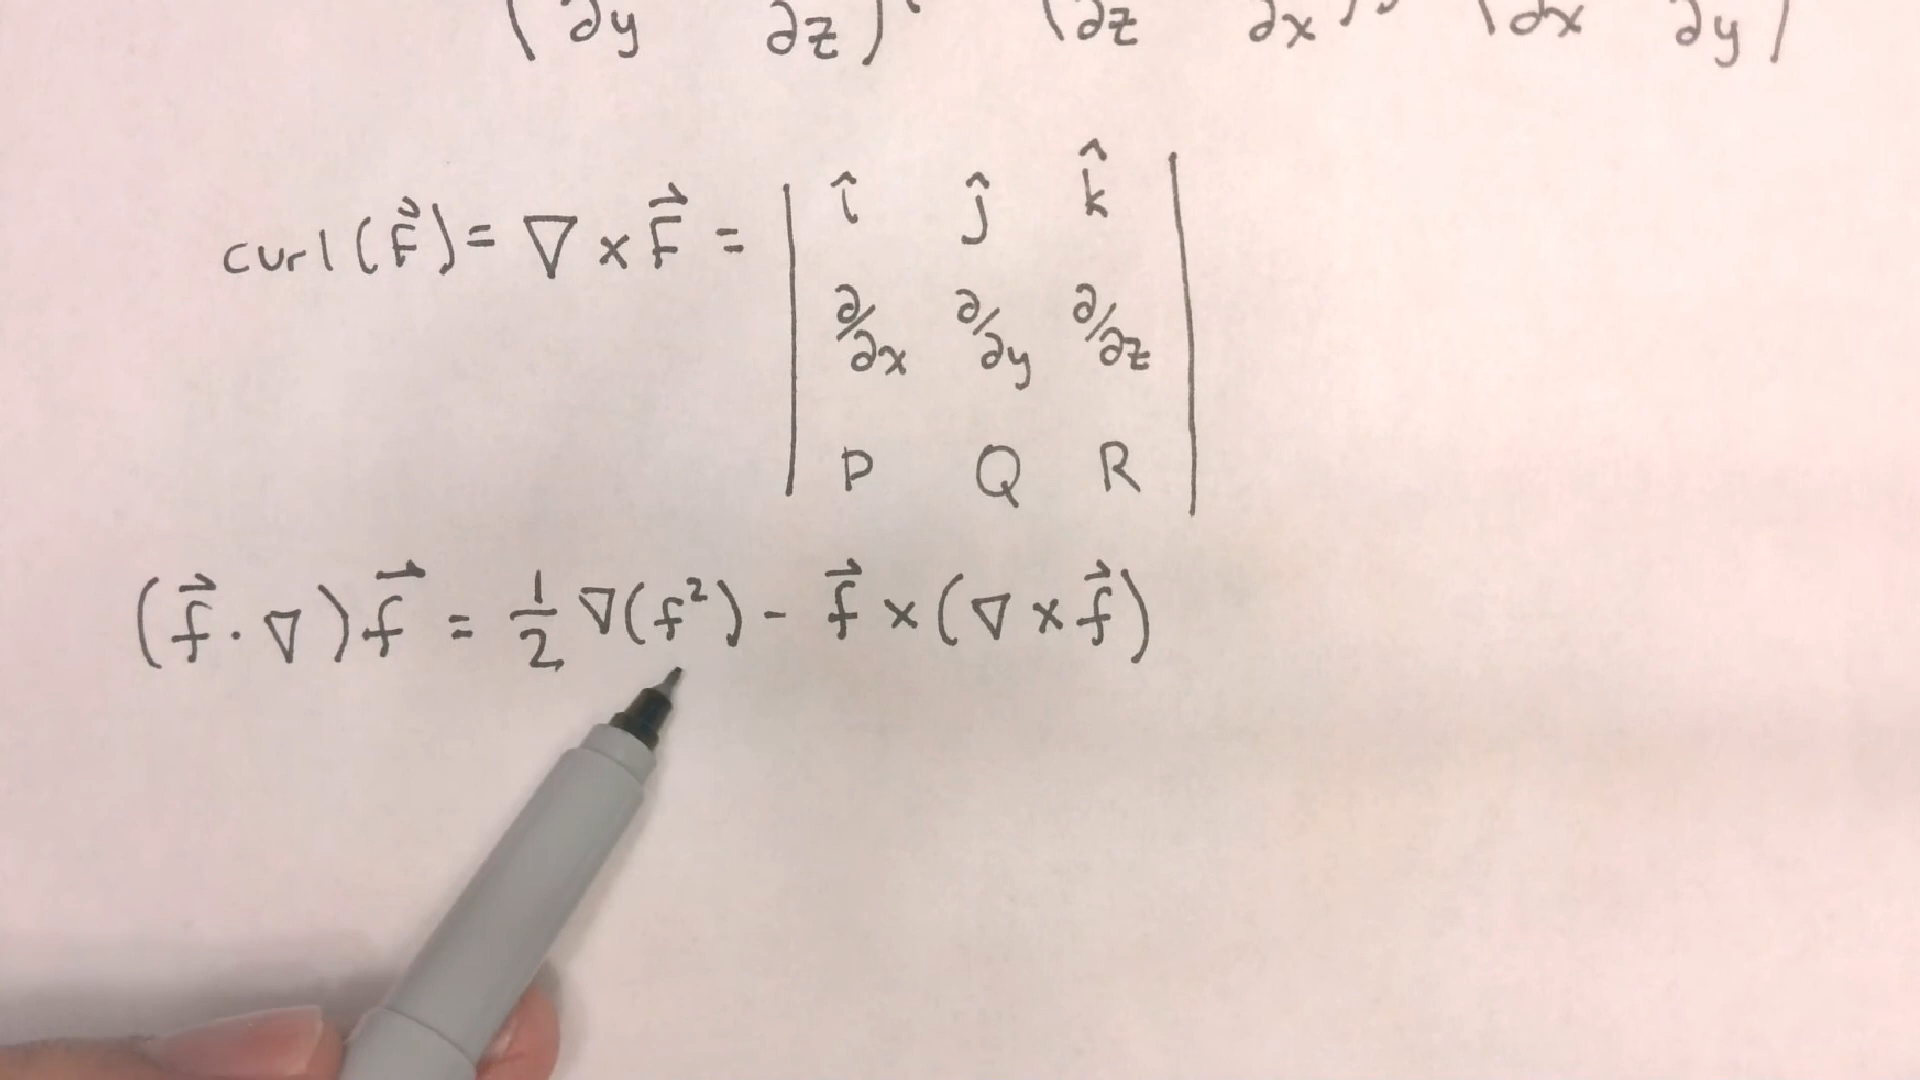 (∂y ∂z) (∂z ∂x) (∂x ∂y)
curl(F⃗) = ∇ × F⃗ = | î ĵ k̂ |
∂/∂x ∂/∂y ∂/∂z
P Q R
(f⃗ · ∇)f⃗ = 1/2 ∇(f²) - f⃗ × (∇ × f⃗)